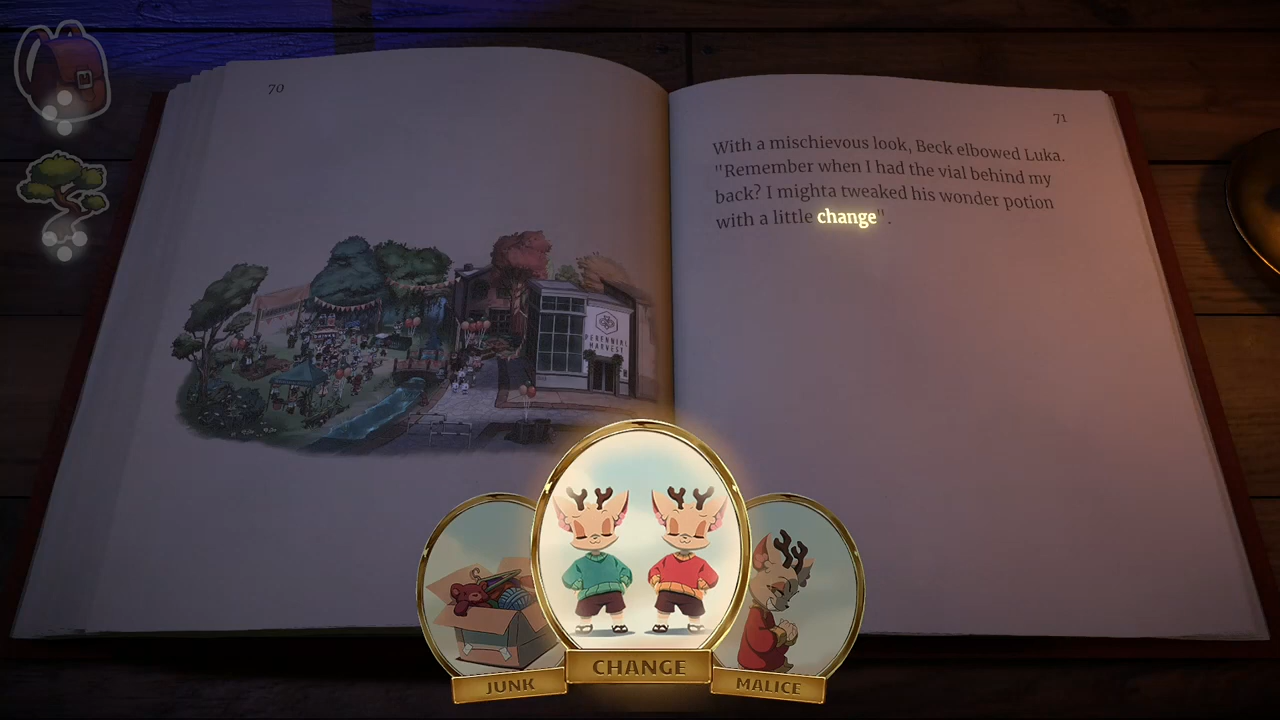 70
PERENNIAL
HARVEST
71
With a mischievous look, Beck elbowed Luka.
"Remember when I had the vial behind my
back? I mighta tweaked his wonder potion
with a little change".
JUNK
CHANGE
MALICE